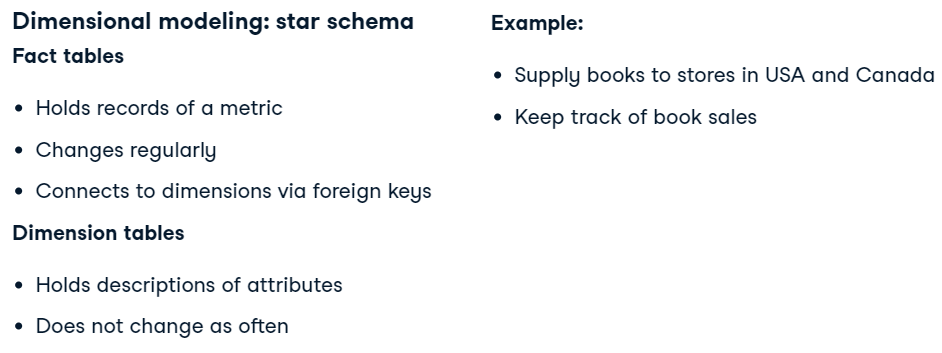 Dimensional modeling: star schema
Fact tables
• Holds records of a metric
• Changes regularly
• Connects to dimensions via foreign keys
Dimension tables
• Holds descriptions of attributes
• Does not change as often
Example:
• Supply books to stores in USA and Canada
• Keep track of book sales